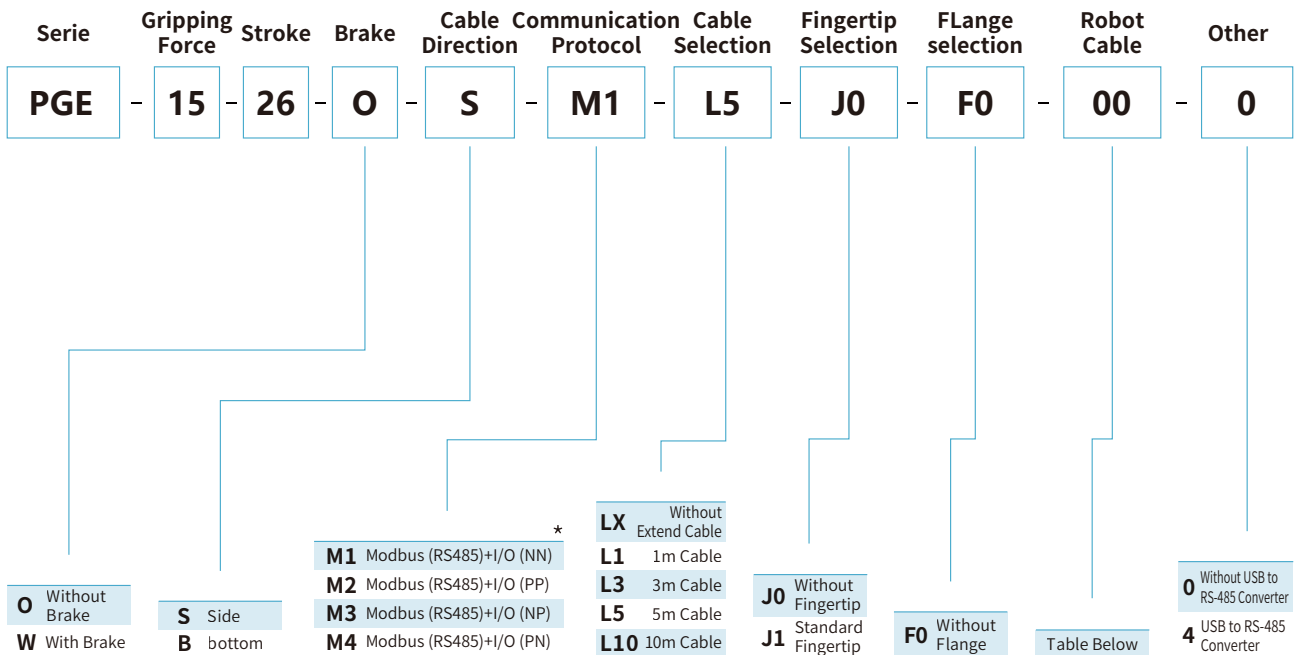 Serie
Gripping
Force
Stroke
Brake
Cable
Direction
Communication
Protocol
Cable
Selection
Fingertip
Selection
FLange
selection
Robot
Cable
Other
PGE - 15 - 26 - O - S - M1 - L5 - J0 - F0 - 00 - 0
O Without
Brake
W With Brake
S Side
B bottom
*
M1 Modbus (RS485)+I/O (NN)
M2 Modbus (RS485)+I/O (PP)
M3 Modbus (RS485)+I/O (NP)
M4 Modbus (RS485)+I/O (PN)
LX Without
Extend Cable
L1 1m Cable
L3 3m Cable
L5 5m Cable
L10 10m Cable
J0 Without
Fingertip
J1 Standard
Fingertip
F0 Without
Flange
Table Below
0 Without USB to
RS-485 Converter
4 USB to RS-485
Converter